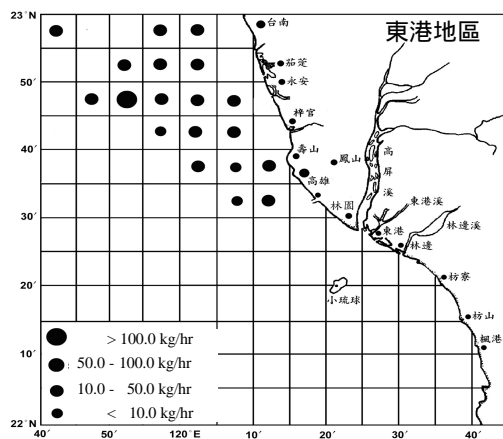 23°N
台南
東港地區
茄萣
50′
永安
梓官
40′
壽山
鳳山
高屏溪
高雄
東港溪
30′
林園
林邊溪
東港
林邊
枋寮
20′
小琉球
枋山
> 100.0 kg/hr
楓港
10′
50.0 - 100.0 kg/hr
10.0 - 50.0 kg/hr
< 10.0 kg/hr
22°N
40′ 50′ 120°E 10′ 20′ 30′ 40′